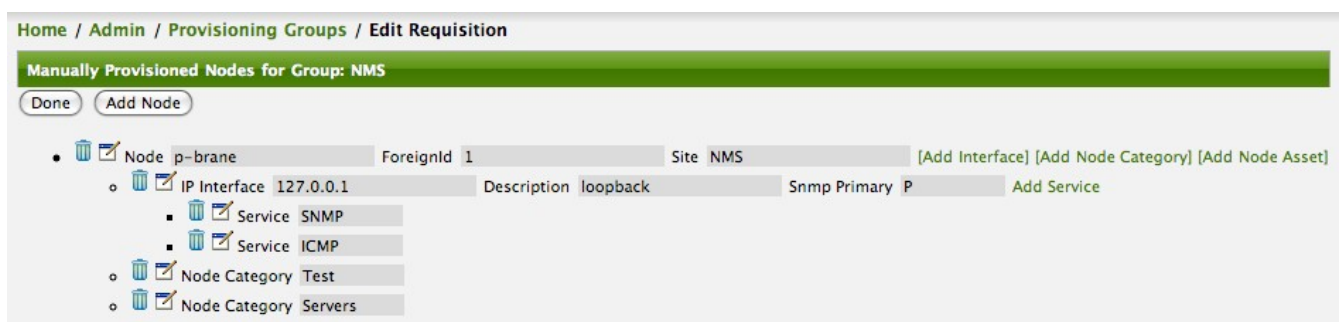 Home / Admin / Provisioning Groups / Edit Requisition
Manually Provisioned Nodes for Group: NMS
Done Add Node
Node p-brane ForeignId 1 Site NMS [Add Interface] [Add Node Category] [Add Node Asset]
IP Interface 127.0.0.1 Description loopback Snmp Primary P Add Service
Service SNMP
Service ICMP
Node Category Test
Node Category Servers